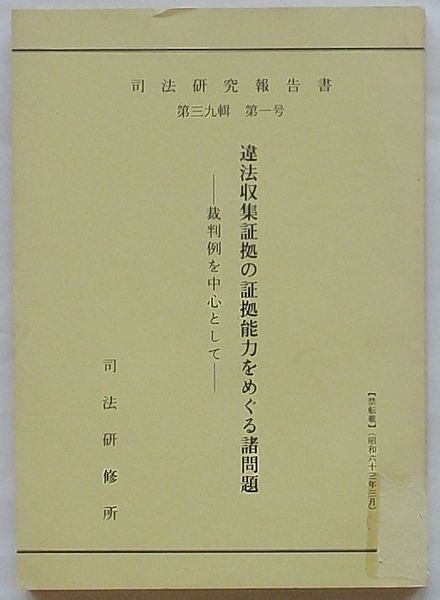 司法研究報告書
第三九輯 第一号
違法収集証拠の証拠能力をめぐる諸問題
――裁判例を中心として――
司法研修所
【禁転載】(昭和六十三年三月)